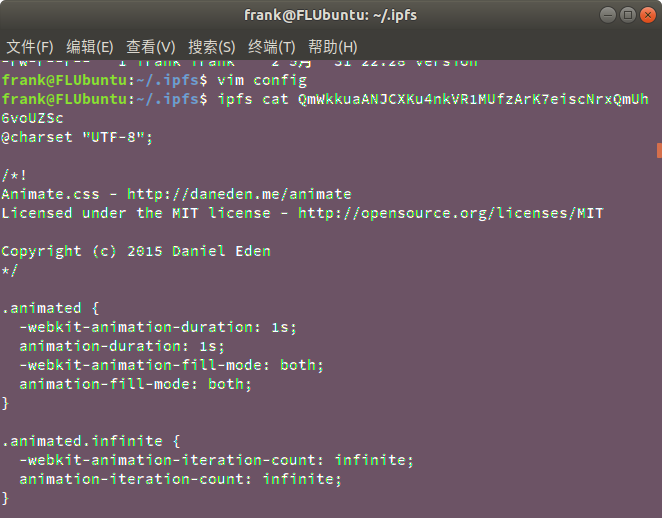 frank@FLUbuntu: ~/.ipfs
文件(F) 编辑(E) 查看(V) 搜索(S) 终端(T) 帮助(H)
-rw-r--r-- 1 frank frank 2 3月 31 22:28 version
frank@FLUbuntu:~/.ipfs$ vim config
frank@FLUbuntu:~/.ipfs$ ipfs cat QmWkkuaANJCXKu4nkVR1MUfzArK7eiscNrxQmUh
6voUZSc
@charset "UTF-8";
/*!
Animate.css - http://daneden.me/animate
Licensed under the MIT license - http://opensource.org/licenses/MIT
Copyright (c) 2015 Daniel Eden
*/
.animated {
  -webkit-animation-duration: 1s;
  animation-duration: 1s;
  -webkit-animation-fill-mode: both;
  animation-fill-mode: both;
}
.animated.infinite {
  -webkit-animation-iteration-count: infinite;
  animation-iteration-count: infinite;
}